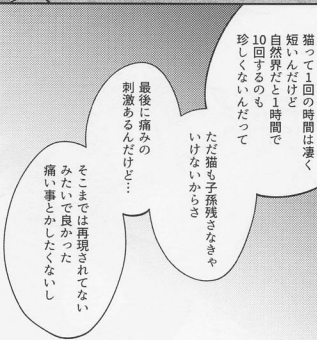 猫って1回の時間は凄く
短いんだけど
自然界だと1時間で
10回するのも
珍しくないんだって
ただ猫も子孫残さなきゃ
いけないからさ
最後に痛みの
刺激あるんだけど…
そこまでは再現されてない
みたいで良かった
痛い事とかしたくないし